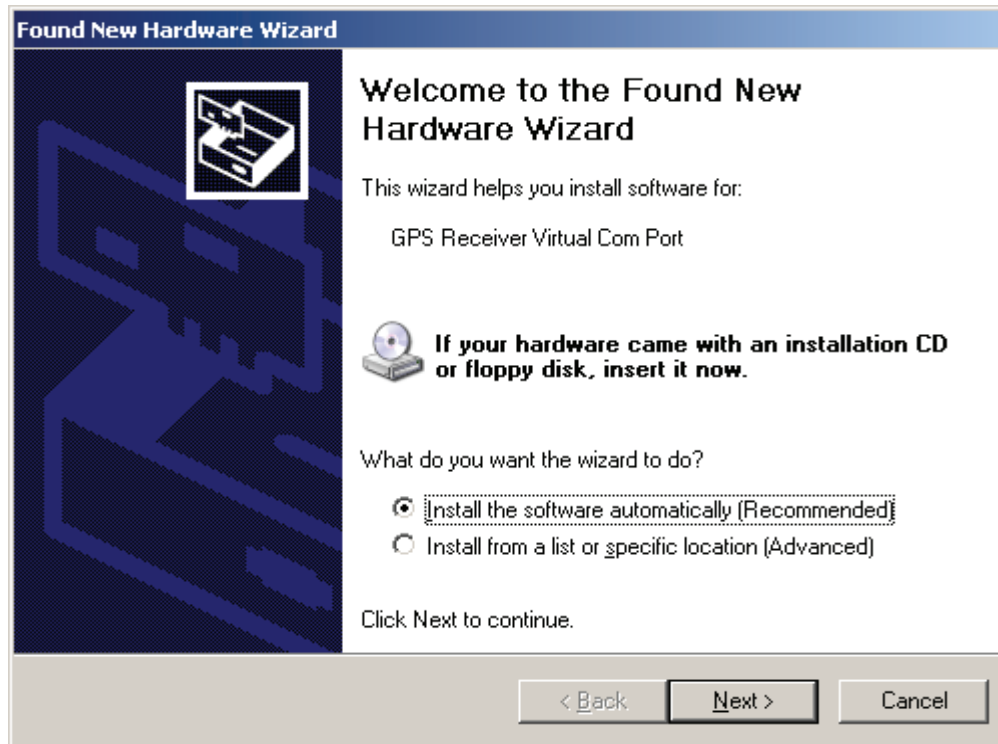 Found New Hardware Wizard
Welcome to the Found New
Hardware Wizard
This wizard helps you install software for:
GPS Receiver Virtual Com Port
If your hardware came with an installation CD
or floppy disk, insert it now.
What do you want the wizard to do?
Install the software automatically (Recommended)
Install from a list or specific location (Advanced)
Click Next to continue.
< Back Next > Cancel